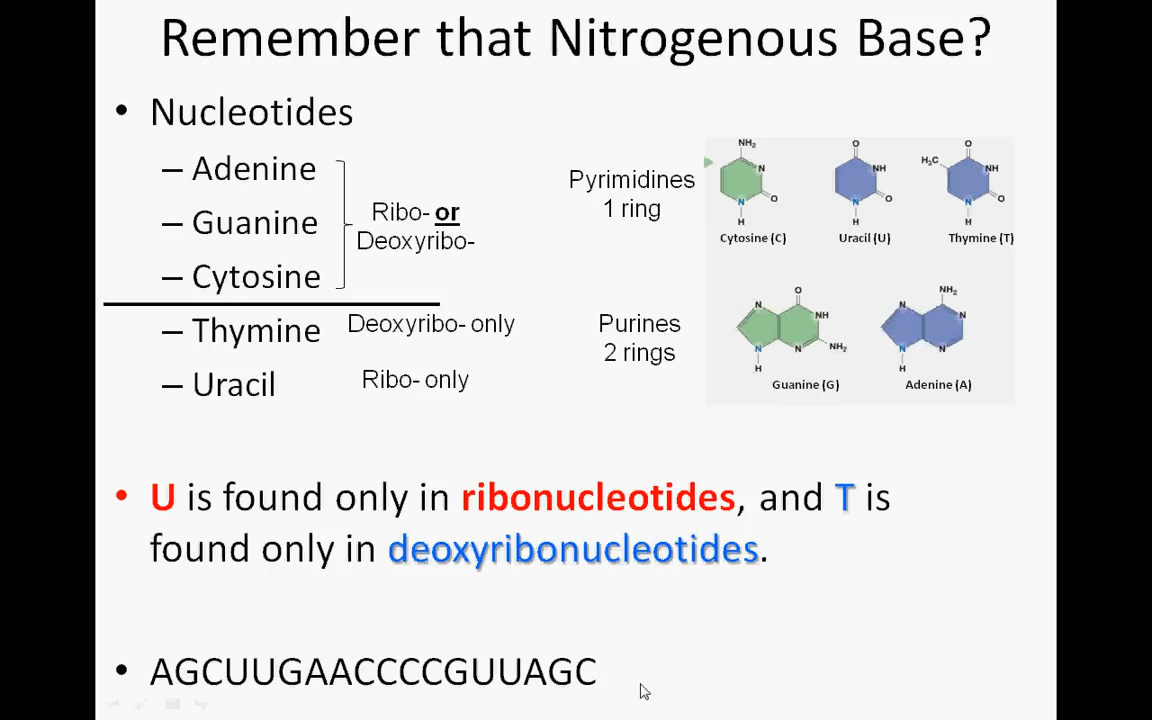 Remember that Nitrogenous Base?
• Nucleotides
– Adenine
– Guanine
– Cytosine
Ribo- or
Deoxyribo-
– Thymine Deoxyribo- only
– Uracil Ribo- only
Pyrimidines
1 ring
NH₂
N
N
O
H
Cytosine (C)
O
NH
N
O
H
Uracil (U)
O
H₃C
NH
N
O
H
Thymine (T)
Purines
2 rings
O
N
NH
N
N
NH₂
H
Guanine (G)
NH₂
N
N
N
N
H
Adenine (A)
• U is found only in ribonucleotides, and T is
found only in deoxyribonucleotides.
• AGCUUGAACCCCGUUAGC